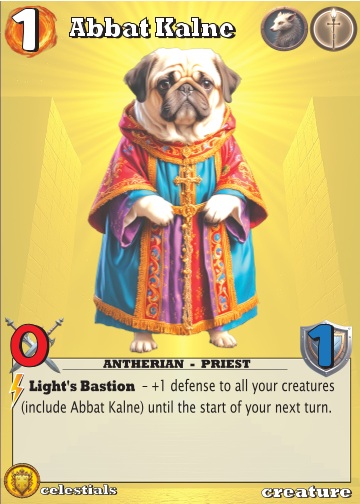 1 Abbat Kalne
0 1
ANTHERIAN - PRIEST
Light's Bastion - +1 defense to all your creatures
(include Abbat Kalne) until the start of your next turn.
celestials creature